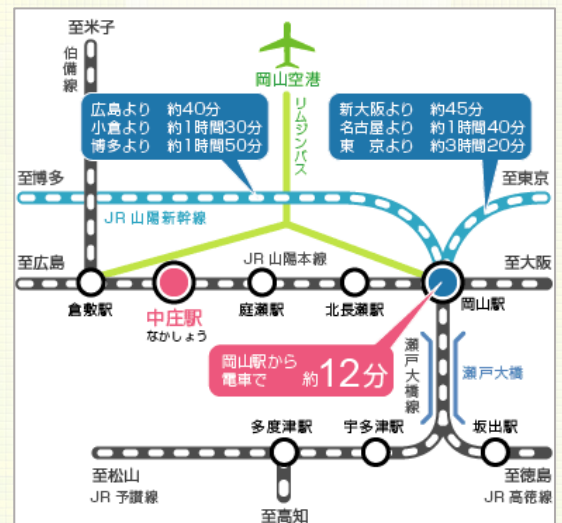 至米子
伯備線
岡山空港
リムジンバス
広島より 約40分
小倉より 約1時間30分
博多より 約1時間50分
新大阪より 約45分
名古屋より 約1時間40分
東 京より 約3時間20分
至博多
至東京
JR 山陽新幹線
至広島
JR 山陽本線
至大阪
倉敷駅
中庄駅
なかしょう
庭瀬駅
北長瀬駅
岡山駅
岡山駅から
電車で 約12分
瀬戸大橋線
瀬戸大橋
多度津駅
宇多津駅
坂出駅
至松山
JR 予讃線
至高知
至徳島
JR 高徳線